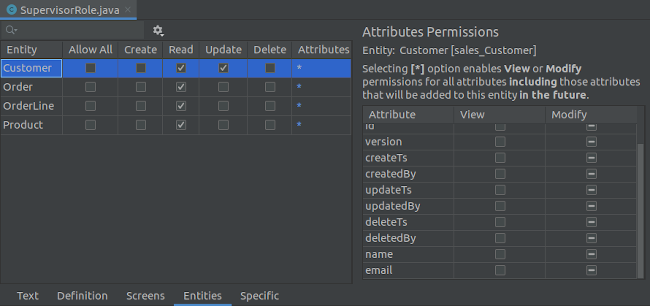 SupervisorRole.java
Entity Allow All Create Read Update Delete Attributes
Customer *
Order *
OrderLine *
Product *
Attributes Permissions
Entity: Customer [sales_Customer]
Selecting [*] option enables View or Modify
permissions for all attributes including those attributes
that will be added to this entity in the future.
Attribute View Modify
id
version
createTs
createdBy
updateTs
updatedBy
deleteTs
deletedBy
name
email
Text Definition Screens Entities Specific